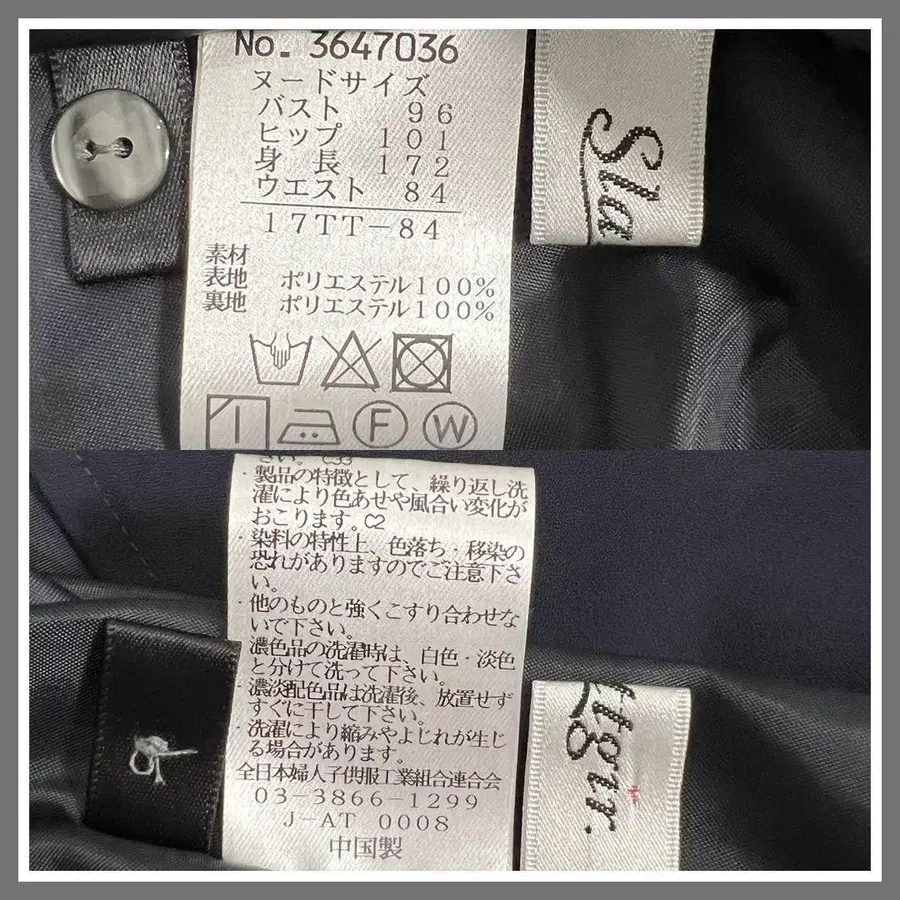 No. 3647036
ヌードサイズ
バスト 96
ヒップ 101
身 長 172
ウエスト 84
17TT-84
素材
表地 ポリエステル100%
裏地 ポリエステル100%
F
W
Sta
さい。C33
・製品の特徴として、繰り返し洗
濯により色あせや風合い変化が
おこります。C2
・染料の特性上、色落ち・移染の
恐れがありますのでご注意下さ
い。
・他のものと強くこすり合わせな
いで下さい。
・濃色品の洗濯時は、白色・淡色
と分けて洗って下さい。
・濃淡配色品は洗濯後、放置せず
すぐに干して下さい。
・洗濯により縮みやよじれが生じ
る場合があります。
全日本婦人子供服工業組合連合会
03-3866-1299
J-AT 0008
中国製